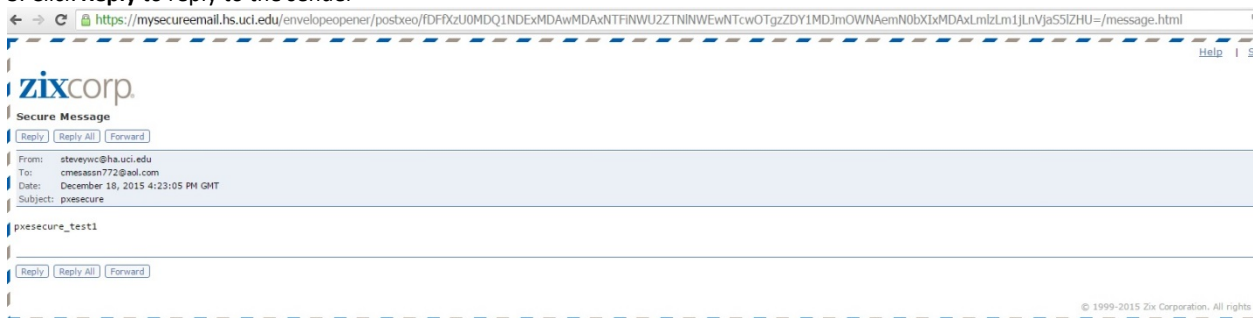 Reply to reply to the sender
https://mysecureemail.hs.uci.edu/envelopeopener/postxeo/
/message.html
Help | S
zixcorp.
Secure Message
Reply Reply All Forward
From: steveywc@ha.uci.edu
To: cmesassn772@aol.com
Date: December 18, 2015 4:23:05 PM GMT
Subject: pxesecure
pxesecure_test1
Reply Reply All Forward
© 1999-2015 Zix Corporation. All rights